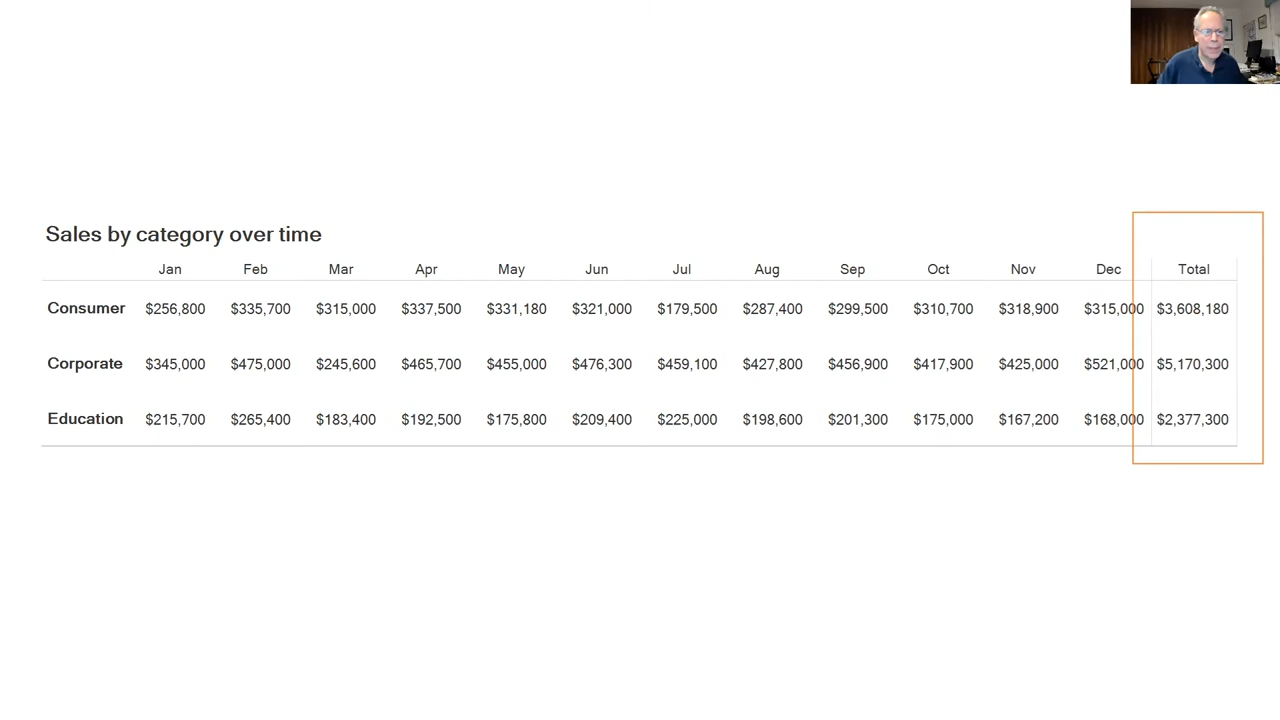 Sales by category over time
Jan Feb Mar Apr May Jun Jul Aug Sep Oct Nov Dec Total
Consumer $256,800 $335,700 $315,000 $337,500 $331,180 $321,000 $179,500 $287,400 $299,500 $310,700 $318,900 $315,000 $3,608,180
Corporate $345,000 $475,000 $245,600 $465,700 $455,000 $476,300 $459,100 $427,800 $456,900 $417,900 $425,000 $521,000 $5,170,300
Education $215,700 $265,400 $183,400 $192,500 $175,800 $209,400 $225,000 $198,600 $201,300 $175,000 $167,200 $168,000 $2,377,300